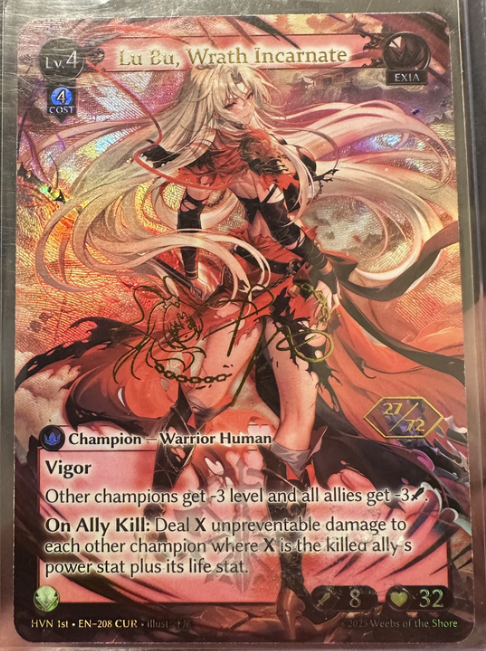 Lv. 4
Lu Bu, Wrath Incarnate
EXIA
4
COST
27/72
Champion — Warrior Human
Vigor
Other champions get -3 level and all allies get -3.
On Ally Kill: Deal X unpreventable damage to
each other champion where X is the killed ally's
power stat plus its life stat.
8 32
HVN 1st • EN-208 CUR • illust
©2025 Weebs of the Shore